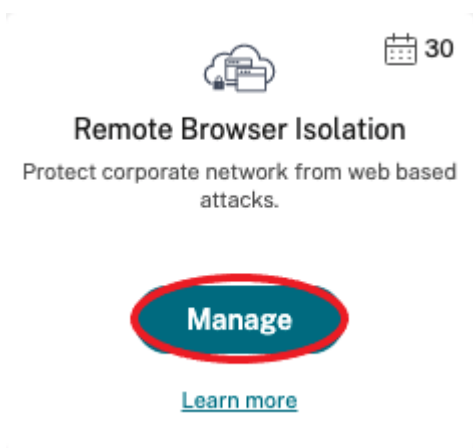 30
Remote Browser Isolation
Protect corporate network from web based
attacks.
Manage
Learn more